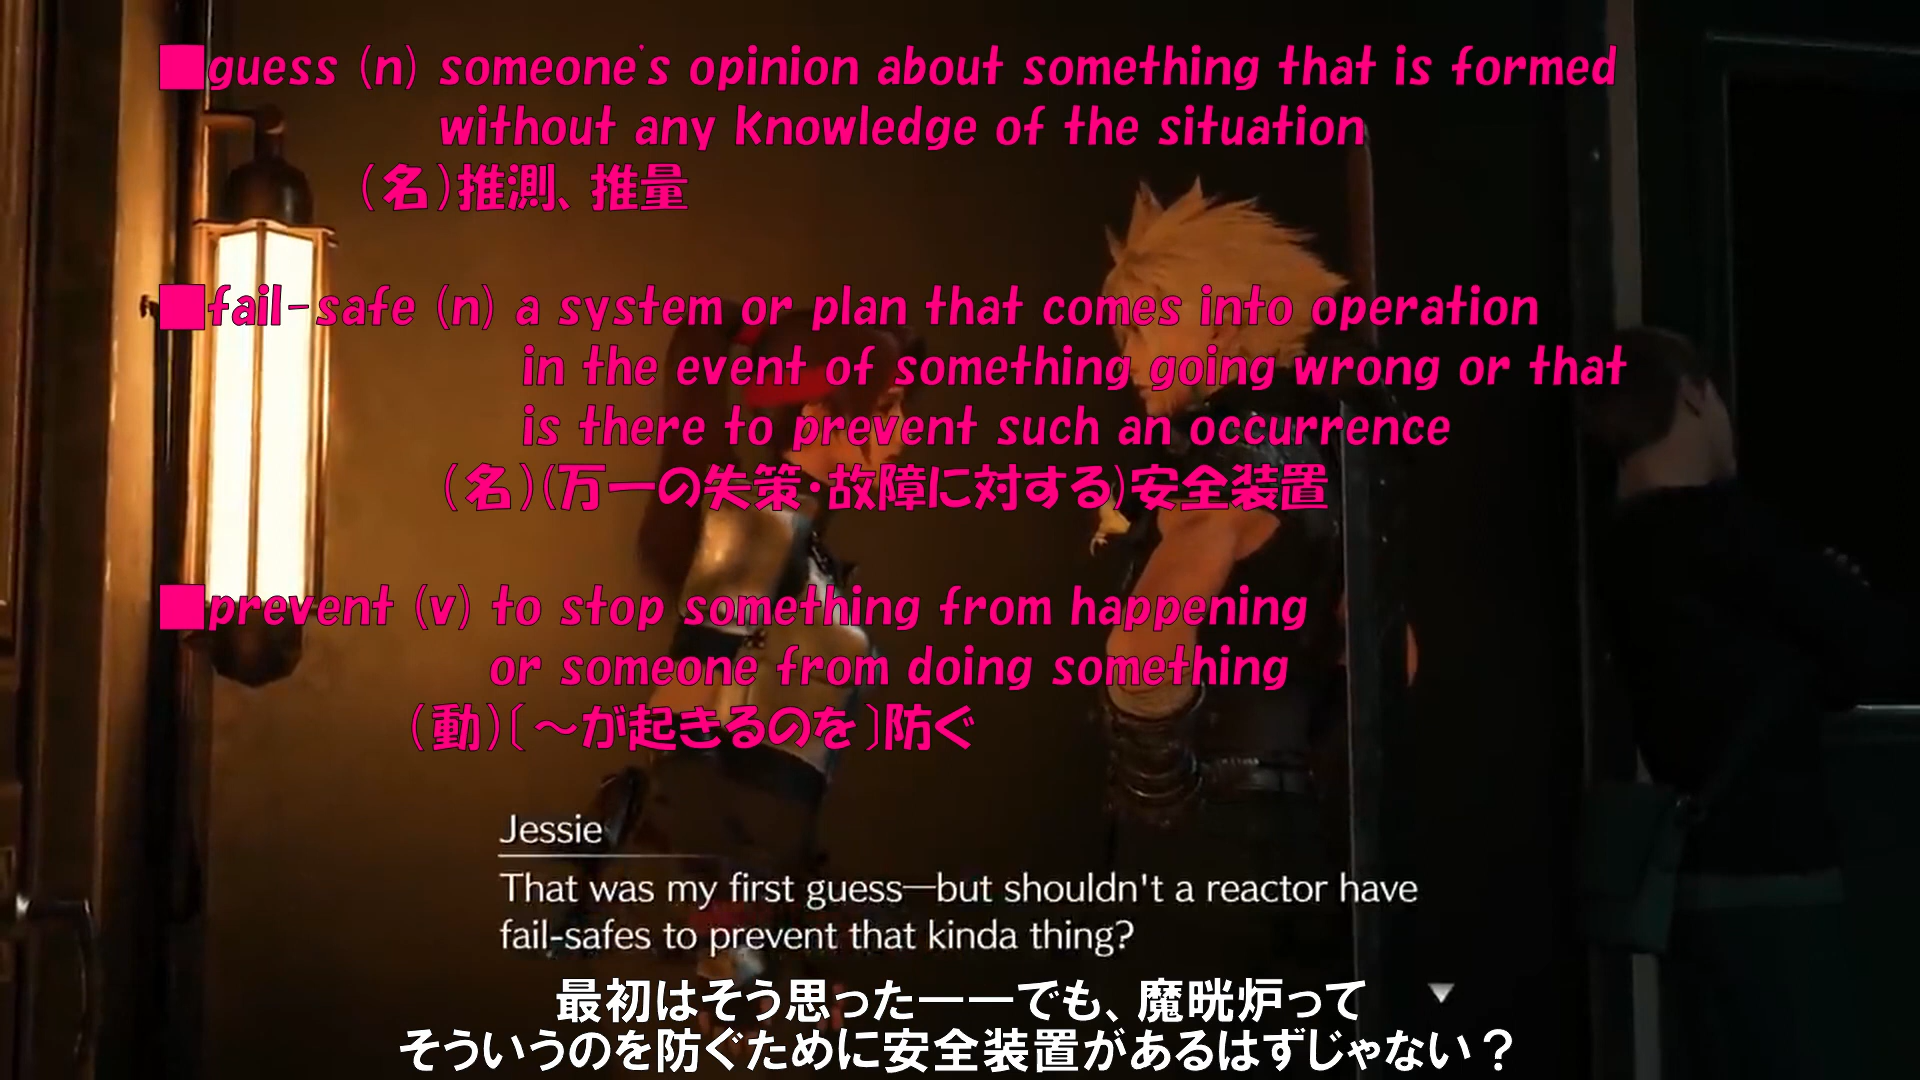 ■guess (n) someone's opinion about something that is formed
without any knowledge of the situation
(名)推測、推量
■fail-safe (n) a system or plan that comes into operation
in the event of something going wrong or that
is there to prevent such an occurrence
(名)(万一の失策・故障に対する)安全装置
■prevent (v) to stop something from happening
or someone from doing something
(動)〔～が起きるのを〕防ぐ
Jessie
That was my first guess—but shouldn't a reactor have
fail-safes to prevent that kinda thing?
最初はそう思った——でも、魔晄炉って
そういうのを防ぐために安全装置があるはずじゃない？